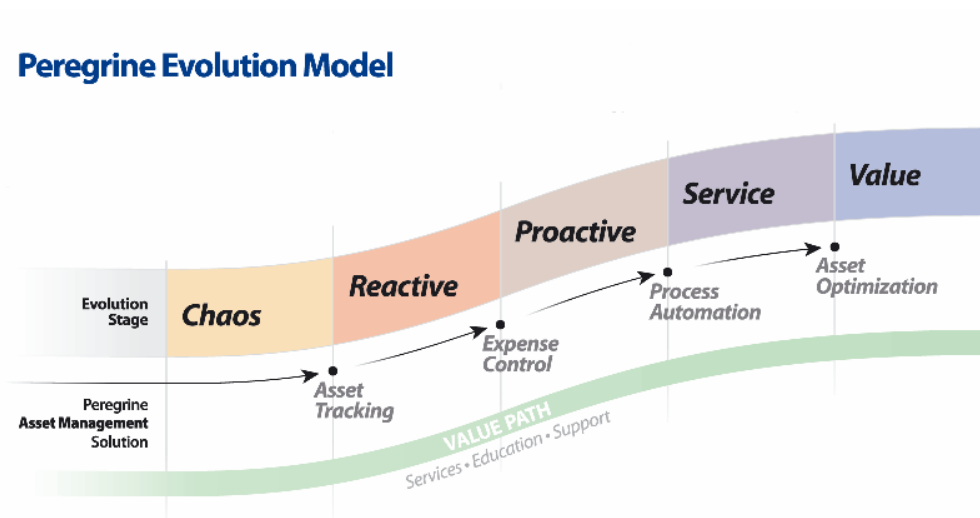 Peregrine Evolution Model
Evolution
Stage
Chaos
Reactive
Proactive
Service
Value
Peregrine
Asset Management
Solution
Asset
Tracking
Expense
Control
Process
Automation
Asset
Optimization
VALUE PATH
Services • Education • Support